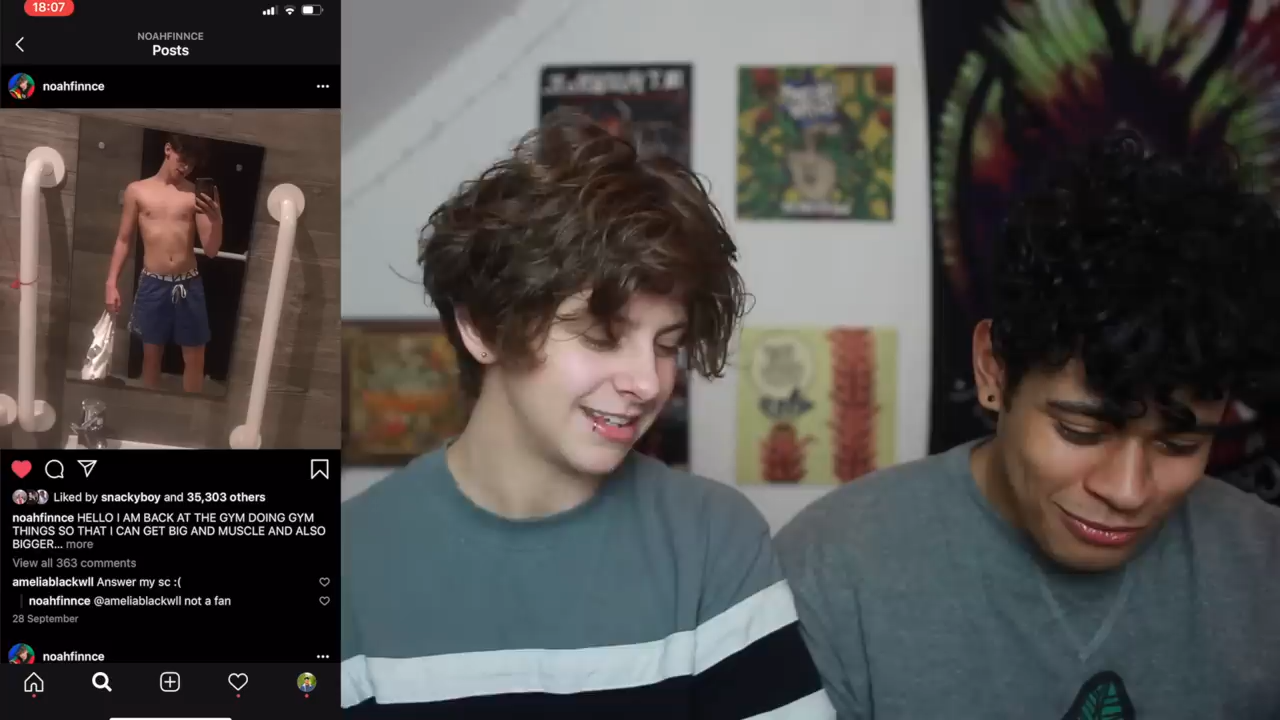 18:07
NOAHFINNCE
Posts
noahfinnce
Liked by snackyboy and 35,303 others
noahfinnce HELLO I AM BACK AT THE GYM DOING GYM
THINGS SO THAT I CAN GET BIG AND MUSCLE AND ALSO
BIGGER... more
View all 363 comments
ameliablackwll Answer my sc :(
noahfinnce @ameliablackwll not a fan
28 September
noahfinnce